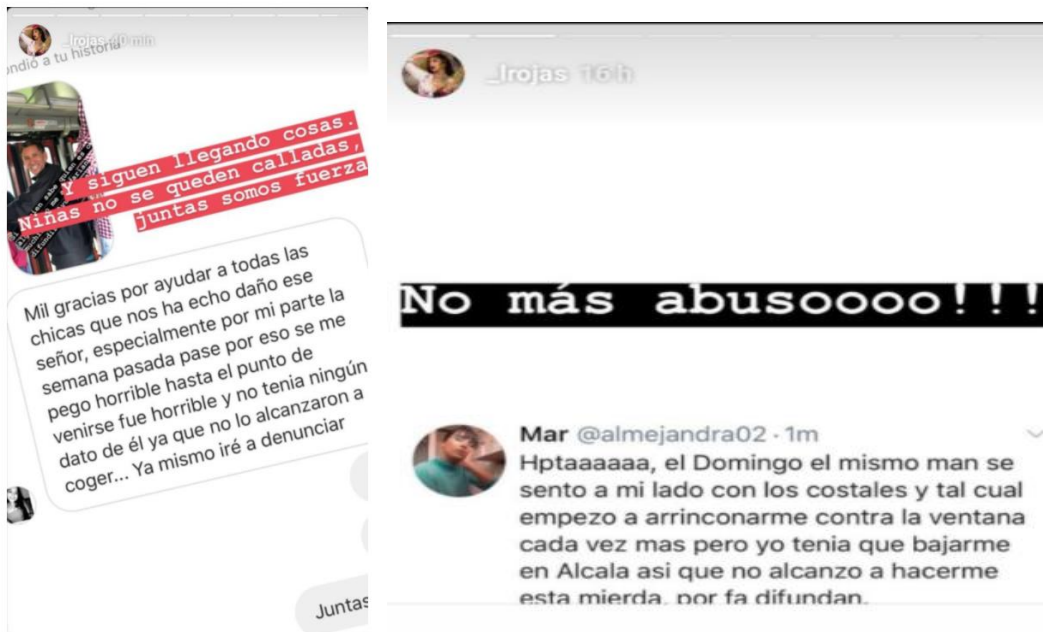 _lrojas 40 min
ondió a tu historia
Y siguen llegando cosas.
Niñas no se queden calladas,
juntas somos fuerza
Mil gracias por ayudar a todas las
chicas que nos ha echo daño ese
señor, especialmente por mi parte la
semana pasada pase por eso se me
pego horrible hasta el punto de
venirse fue horrible y no tenia ningún
dato de él ya que no lo alcanzaron a
coger... Ya mismo iré a denunciar
Juntas
_lrojas 16 h
No más abusoooo!!!
Mar @almejandra02 · 1m
Hptaaaaaa, el Domingo el mismo man se
sento a mi lado con los costales y tal cual
empezo a arrinconarme contra la ventana
cada vez mas pero yo tenia que bajarme
en Alcala asi que no alcanzo a hacerme
esta mierda, por fa difundan.